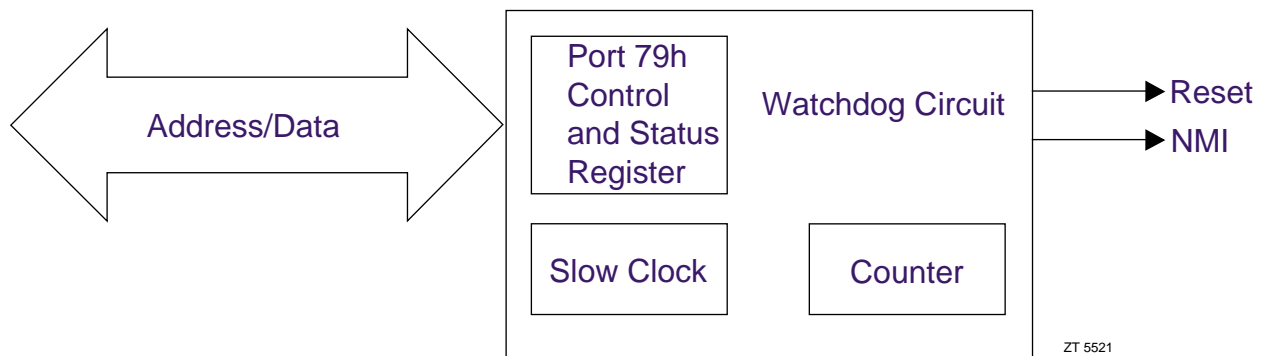 Address/Data
Port 79h
Control
and Status
Register
Watchdog Circuit
Reset
NMI
Slow Clock
Counter
ZT 5521